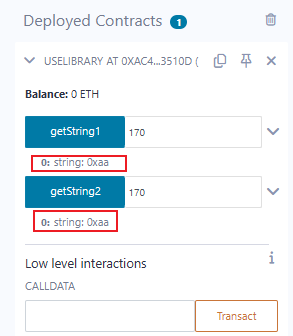 Deployed Contracts 1
USELIBRARY AT 0XAC4...3510D (
Balance: 0 ETH
getString1 170
0: string: 0xaa
getString2 170
0: string: 0xaa
Low level interactions
i
CALLDATA
Transact